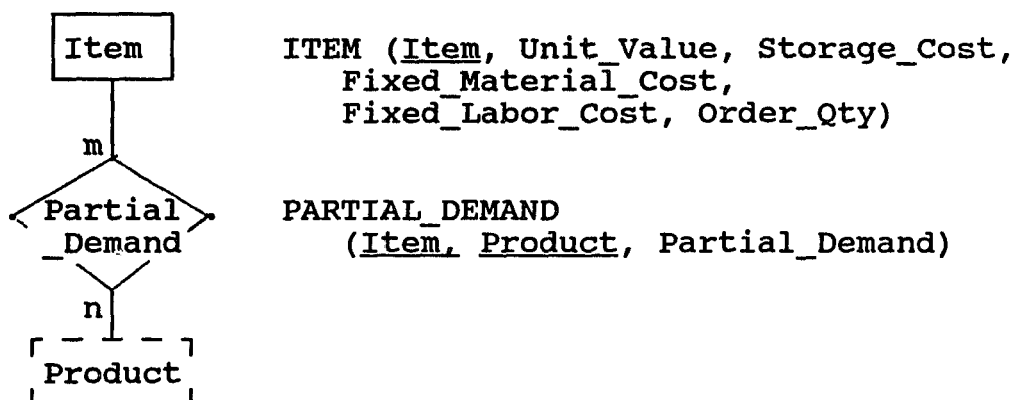 Item
ITEM (Item, Unit_Value, Storage_Cost,
Fixed_Material_Cost,
Fixed_Labor_Cost, Order_Qty)
m
Partial
_Demand
PARTIAL_DEMAND
(Item, Product, Partial_Demand)
n
Product